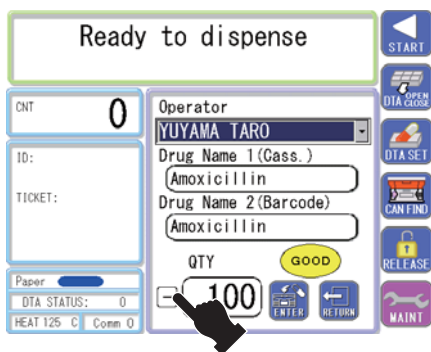 Ready to dispense
START
DTA OPEN CLOSE
CNT 0
Operator
YUYAMA TARO
ID:
TICKET:
Drug Name 1(Cass.)
Amoxicillin
DTA SET
Drug Name 2(Barcode)
Amoxicillin
CAN FIND
QTY GOOD
RELEASE
Paper
DTA STATUS: 0
HEAT 125 C Comm 0
- 100 ENTER RETURN
MAINT